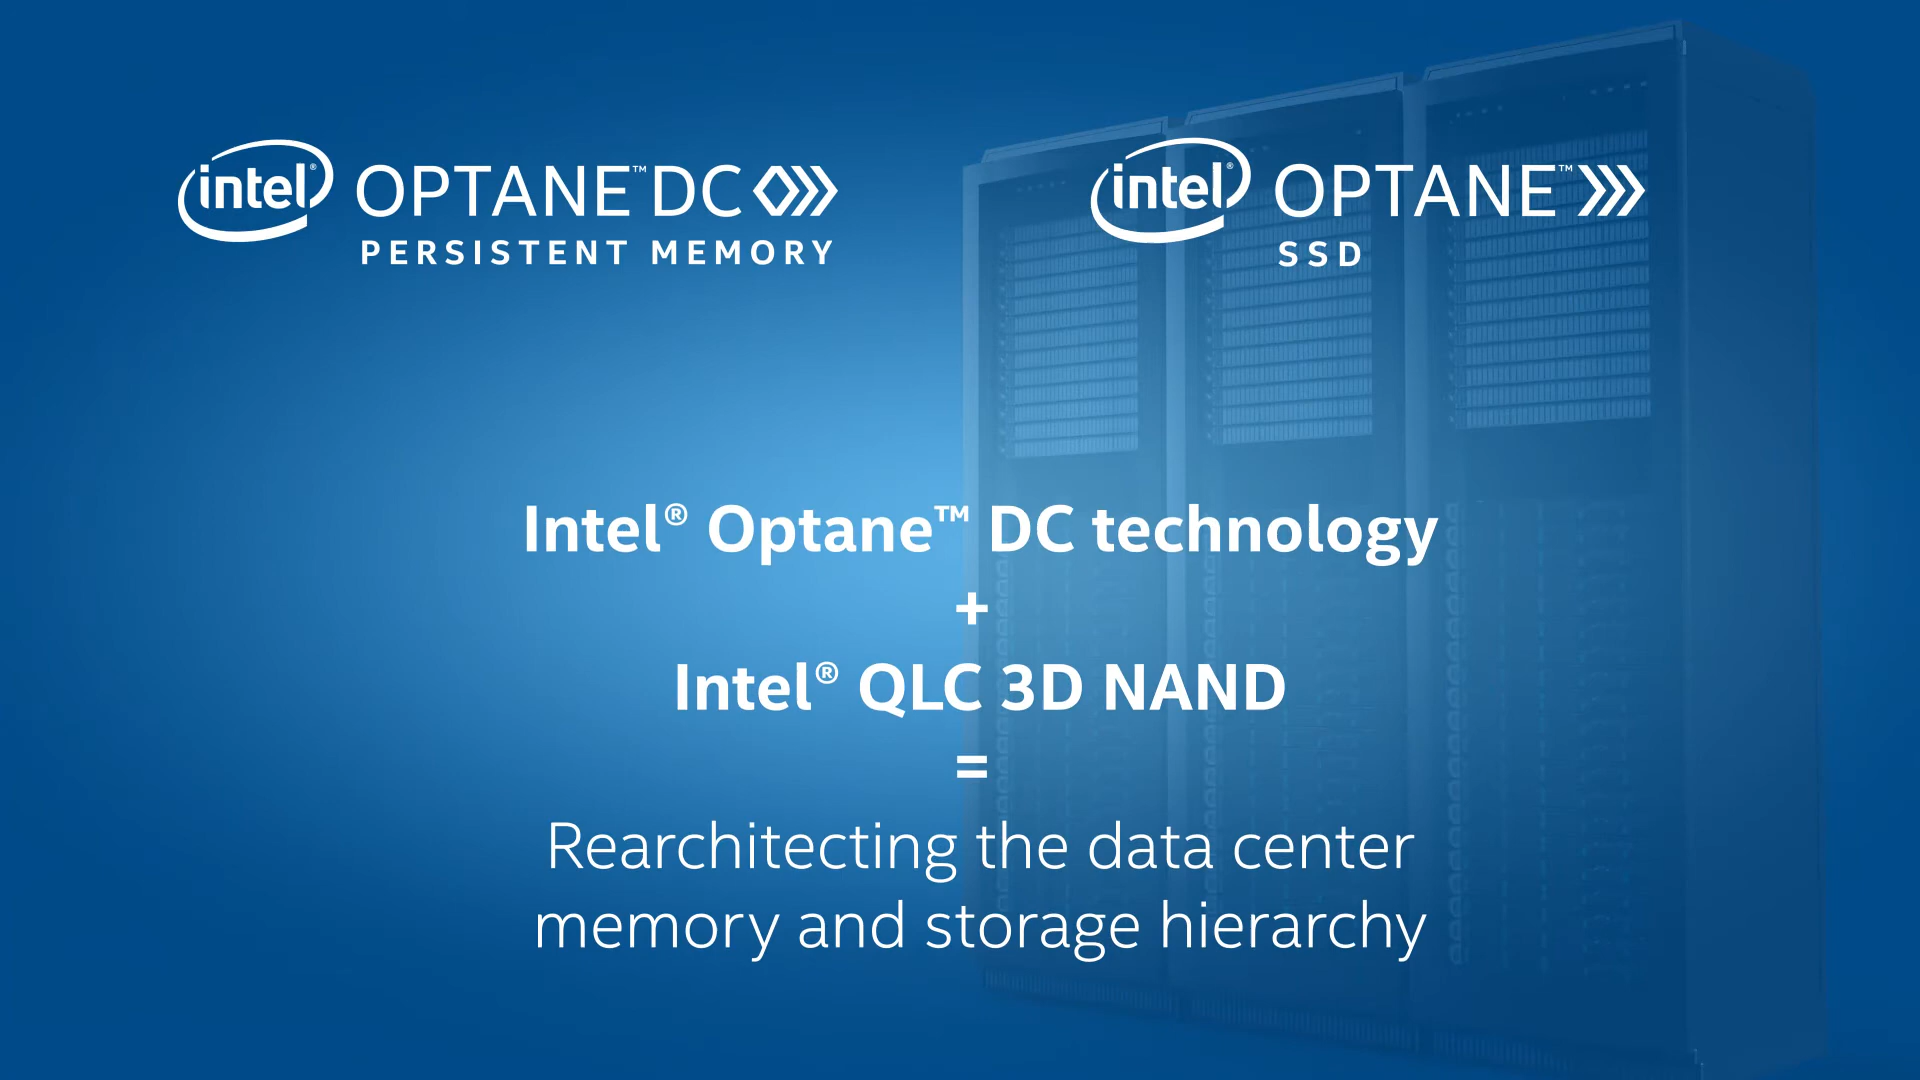 intel® OPTANE™ DC
PERSISTENT MEMORY
intel® OPTANE™
SSD
Intel® Optane™ DC technology
+
Intel® QLC 3D NAND
=
Rearchitecting the data center
memory and storage hierarchy